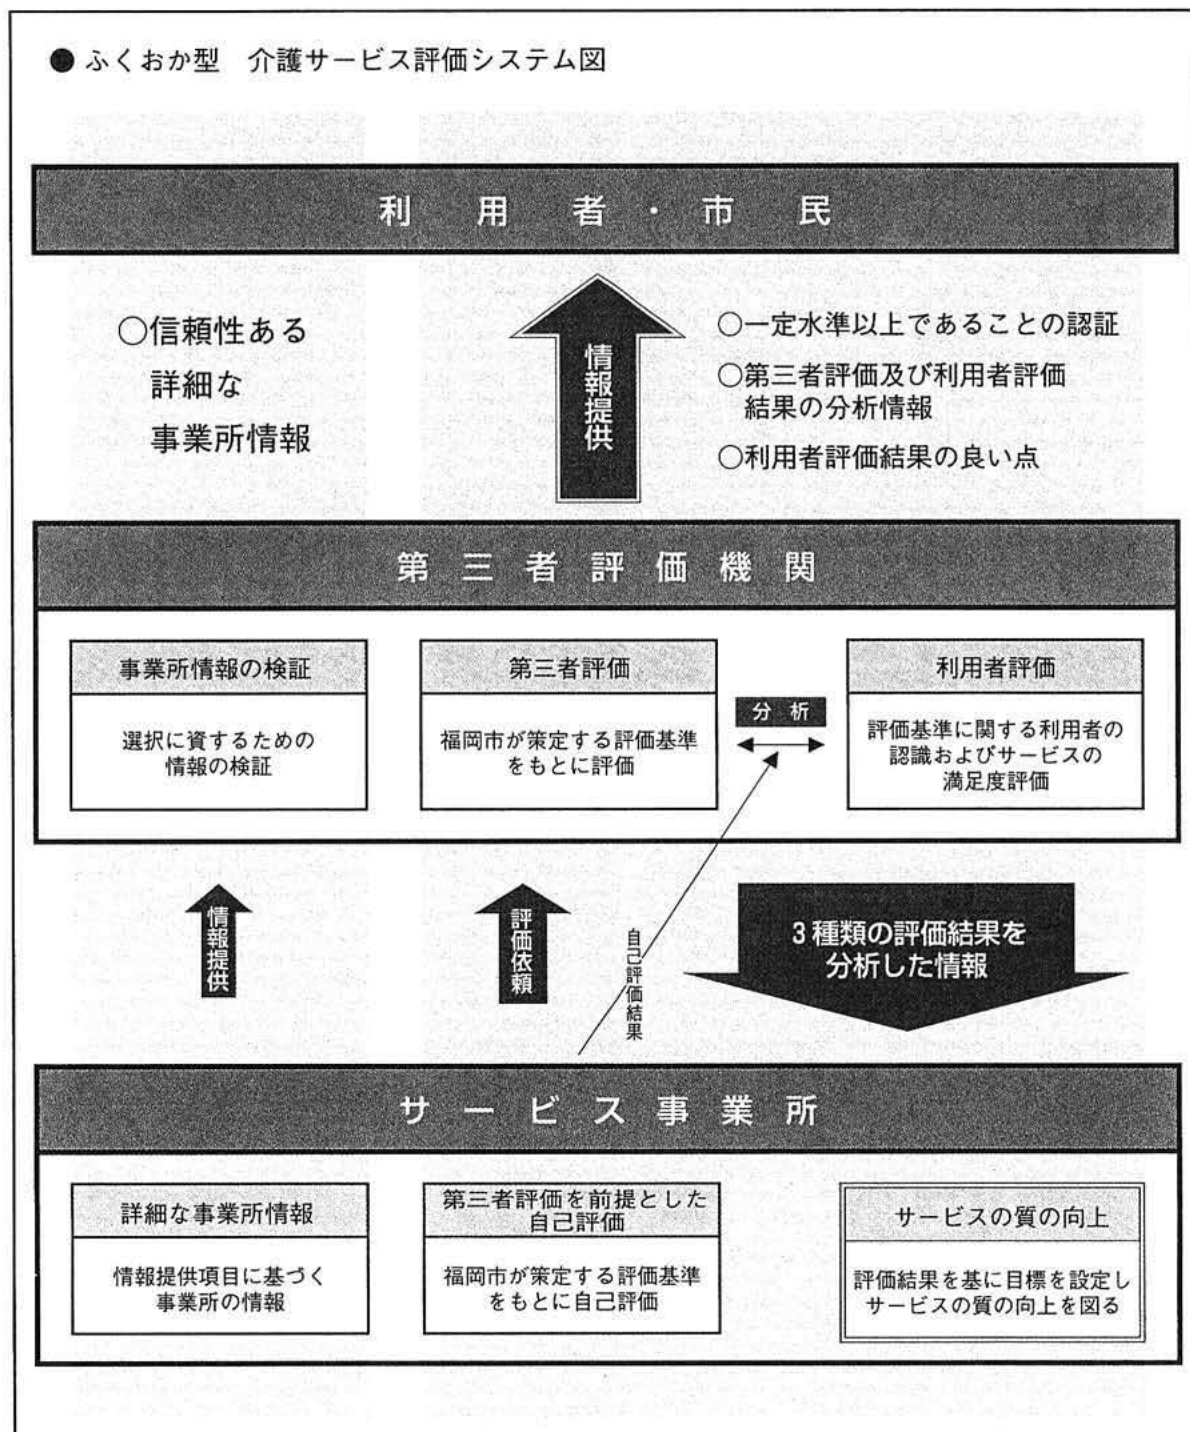 ● ふくおか型　介護サービス評価システム図
利用者・市民
○信頼性ある
詳細な
事業所情報
情報提供
○一定水準以上であることの認証
○第三者評価及び利用者評価
結果の分析情報
○利用者評価結果の良い点
第三者評価機関
事業所情報の検証
選択に資するための
情報の検証
第三者評価
福岡市が策定する評価基準
をもとに評価
分析
利用者評価
評価基準に関する利用者の
認識およびサービスの
満足度評価
情報提供
評価依頼
自己評価結果
3種類の評価結果を
分析した情報
サービス事業所
詳細な事業所情報
情報提供項目に基づく
事業所の情報
第三者評価を前提とした
自己評価
福岡市が策定する評価基準
をもとに自己評価
サービスの質の向上
評価結果を基に目標を設定し
サービスの質の向上を図る